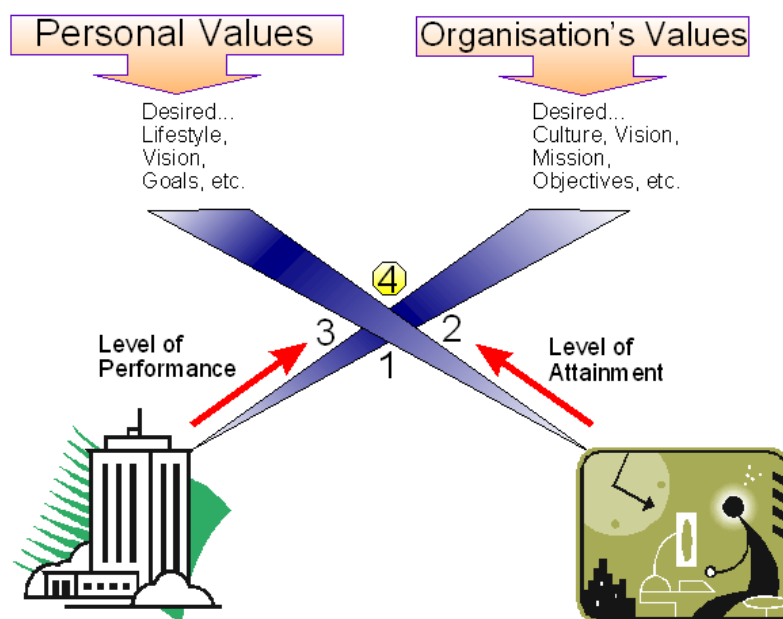 Personal Values
Organisation's Values
Desired...
Lifestyle,
Vision,
Goals, etc.
Desired...
Culture, Vision,
Mission,
Objectives, etc.
4
3
2
1
Level of
Performance
Level of
Attainment